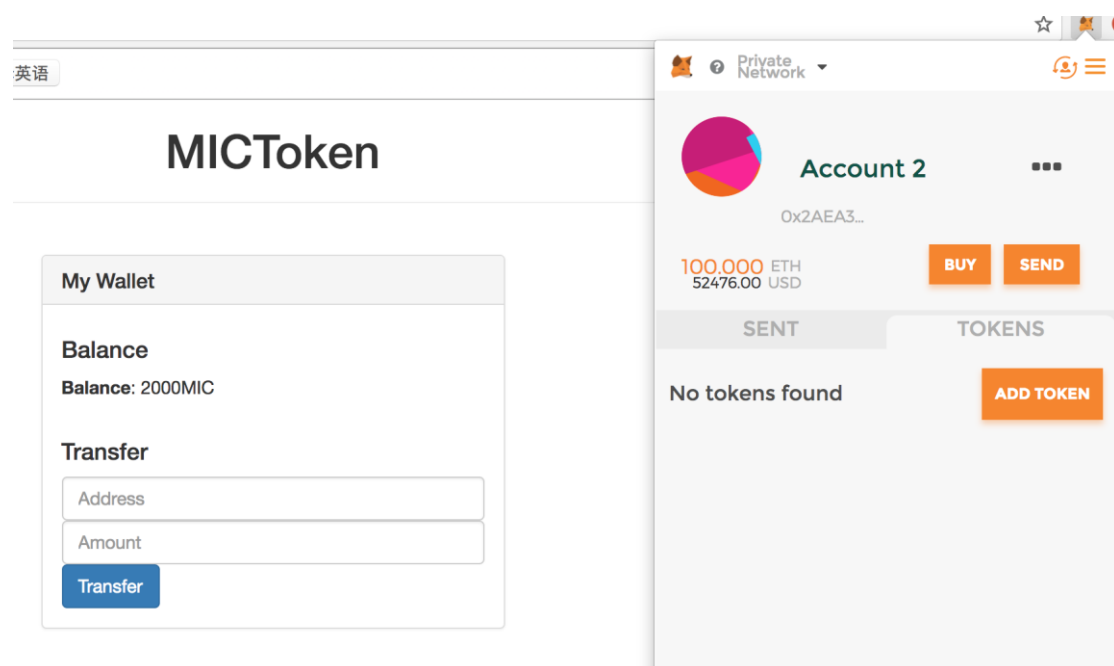 英语
MICToken
My Wallet
Balance
Balance: 2000MIC
Transfer
Address
Amount
Transfer
Private
Network
Account 2
0x2AEA3...
100.000 ETH
52476.00 USD
BUY
SEND
SENT
TOKENS
No tokens found
ADD TOKEN